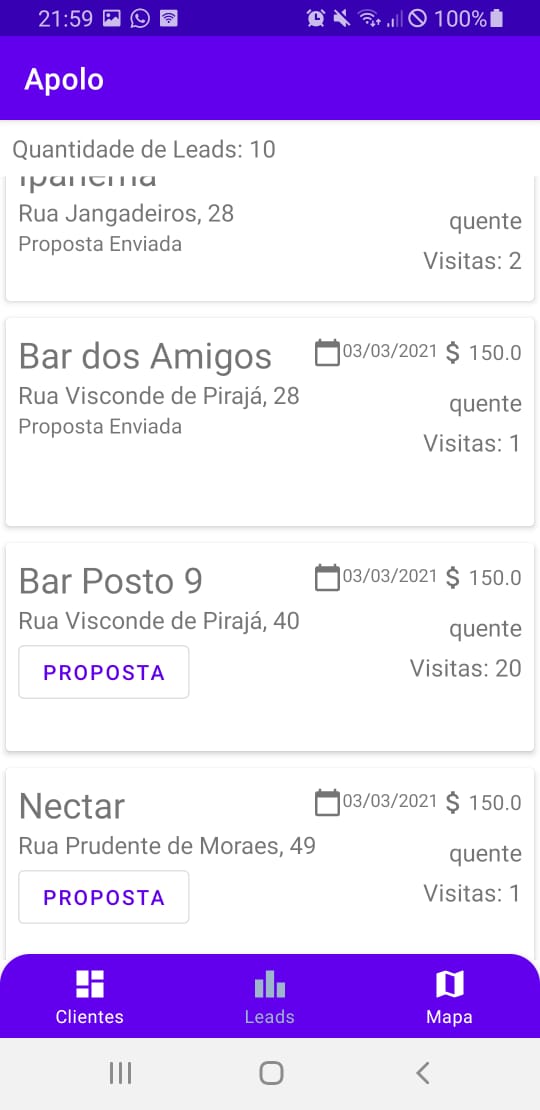 21:59 100%
Apolo
Quantidade de Leads: 10
Ipanema
Rua Jangadeiros, 28
Proposta Enviada
quente
Visitas: 2
Bar dos Amigos
03/03/2021 $ 150.0
Rua Visconde de Pirajá, 28
Proposta Enviada
quente
Visitas: 1
Bar Posto 9
03/03/2021 $ 150.0
Rua Visconde de Pirajá, 40
quente
PROPOSTA
Visitas: 20
Nectar
03/03/2021 $ 150.0
Rua Prudente de Moraes, 49
quente
PROPOSTA
Visitas: 1
Clientes
Leads
Mapa